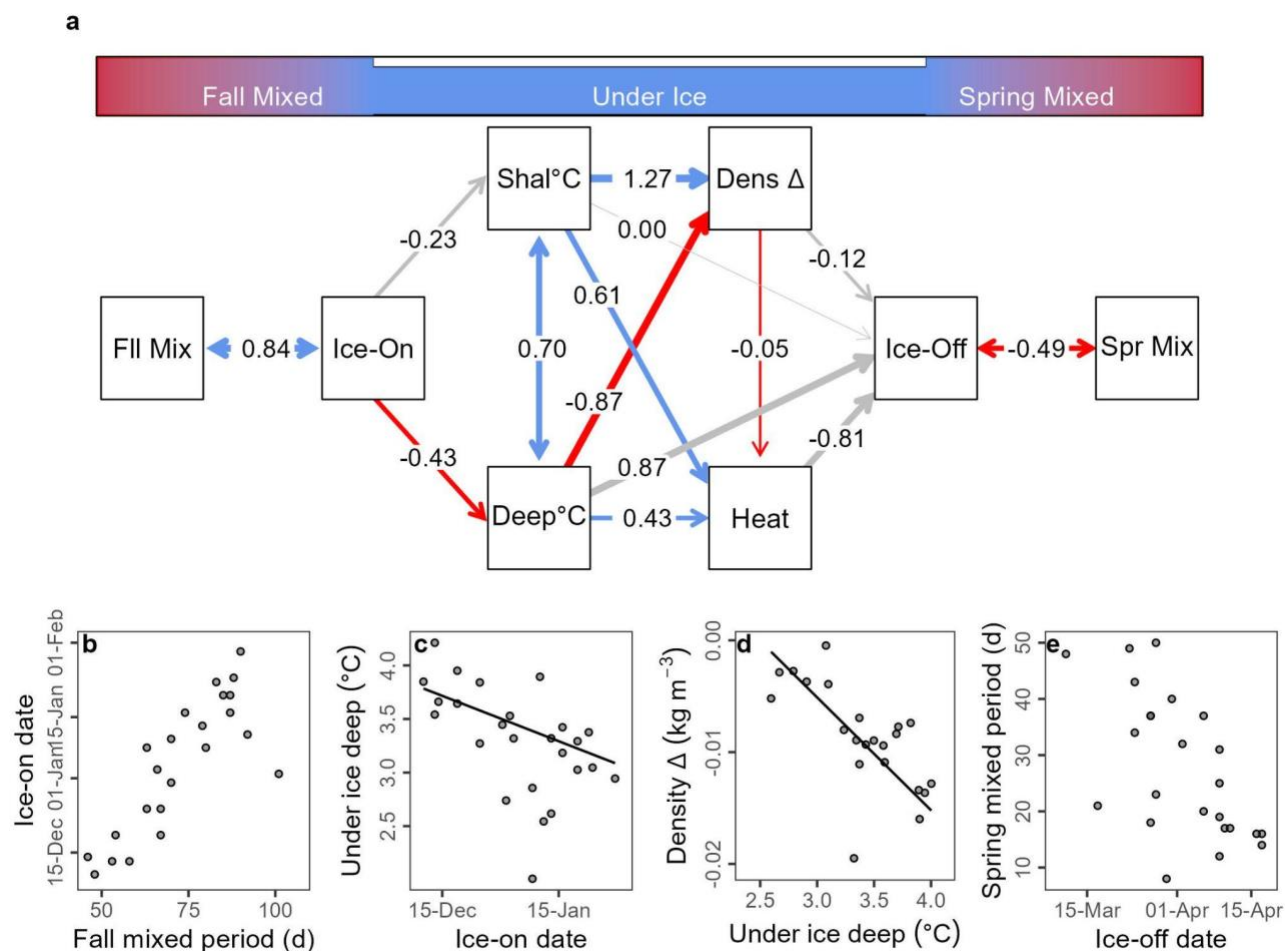 a
Fall Mixed Under Ice Spring Mixed
Shal°C 1.27 Dens Δ
0.00
-0.23 -0.12
0.61
Fll Mix 0.84 Ice-On 0.70 -0.05 Ice-Off -0.49 Spr Mix
-0.87
-0.43 0.87 -0.81
Deep°C 0.43 Heat
b
Ice-on date
15-Dec 01-Jan 15-Jan 01-Feb
50 75 100
Fall mixed period (d)
c
Under ice deep (°C)
2.5 3.0 3.5 4.0
15-Dec 15-Jan
Ice-on date
d
Density Δ (kg m⁻³)
-0.02 -0.01 0.00
2.5 3.0 3.5 4.0
Under ice deep (°C)
e
Spring mixed period (d)
10 20 30 40 50
15-Mar 01-Apr 15-Apr
Ice-off date